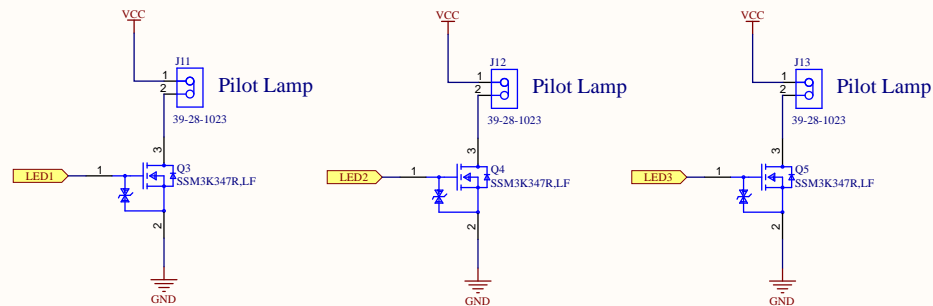 VCC
J11
1
2
Pilot Lamp
39-28-1023
3
LED1
1
Q3
SSM3K347R,LF
2
GND
VCC
J12
1
2
Pilot Lamp
39-28-1023
3
LED2
1
Q4
SSM3K347R,LF
2
GND
VCC
J13
1
2
Pilot Lamp
39-28-1023
3
LED3
1
Q5
SSM3K347R,LF
2
GND